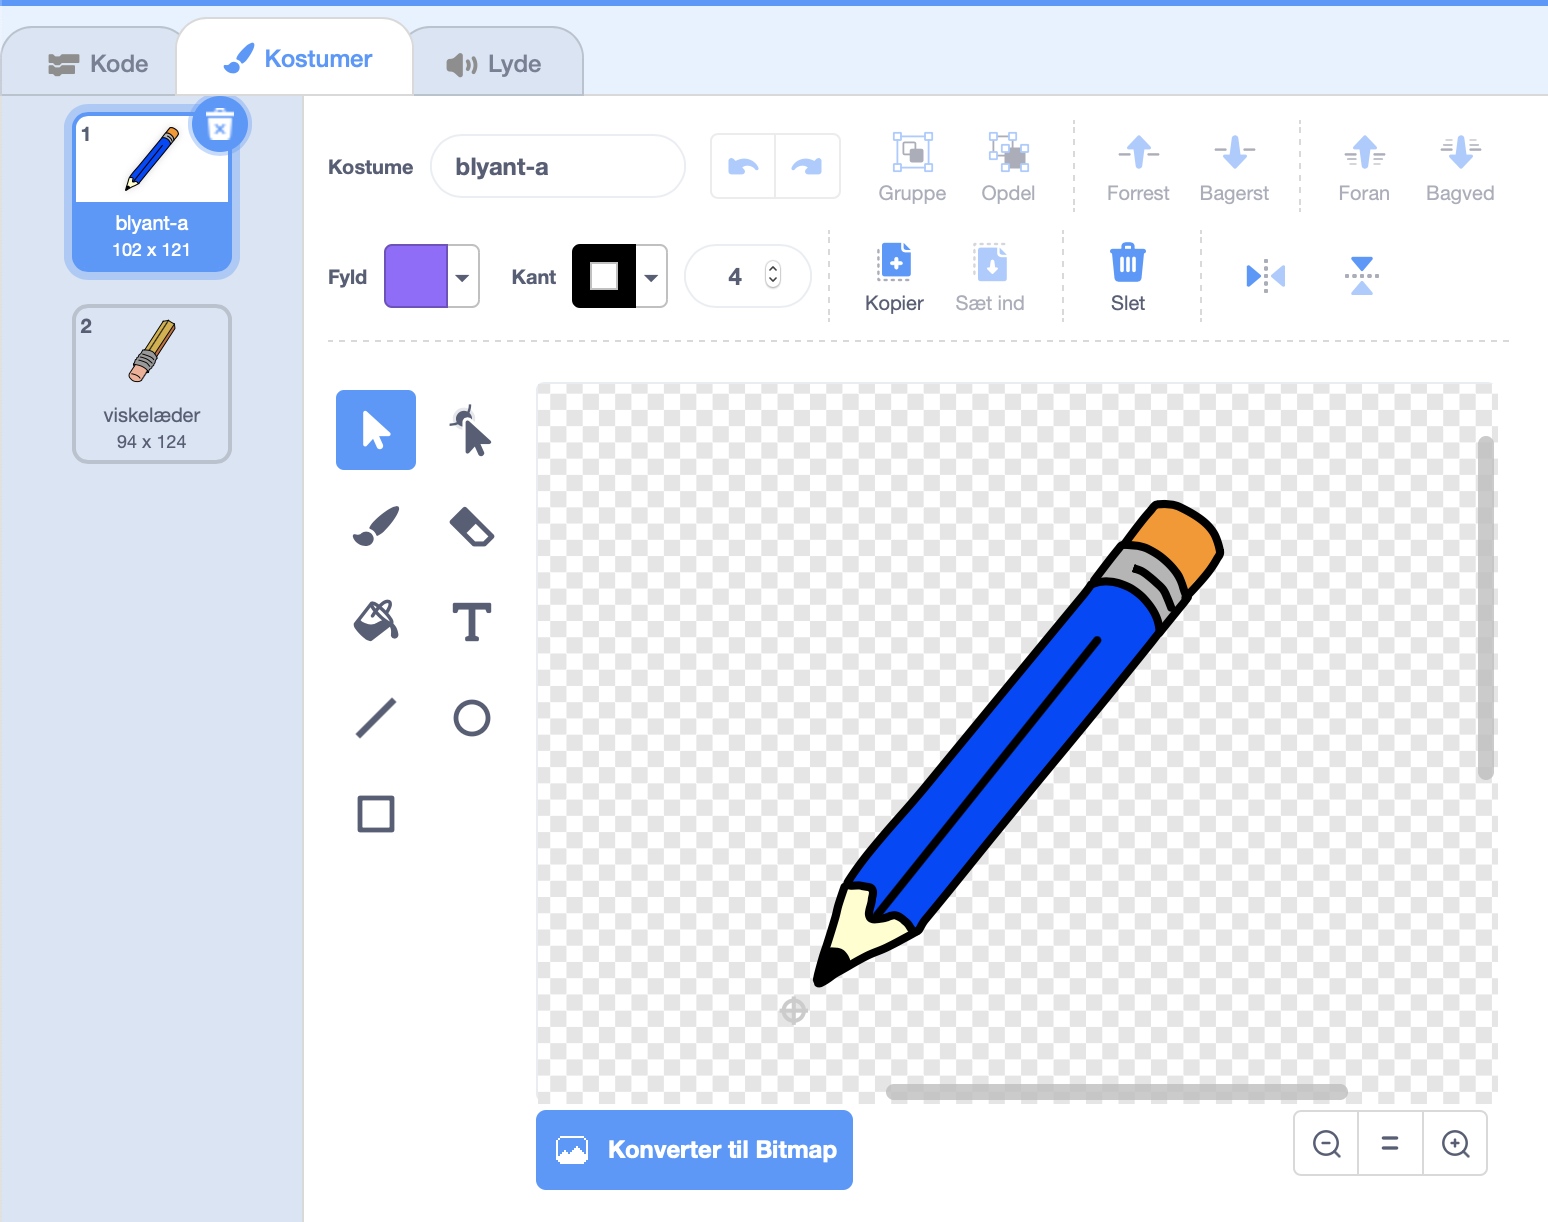 Kode
Kostumer
Lyde
1
blyant-a
102 x 121
2
viskelæder
94 x 124
Kostume
blyant-a
Gruppe
Opdel
Forrest
Bagerst
Foran
Bagved
Fyld
Kant
4
Kopier
Sæt ind
Slet
T
Konverter til Bitmap